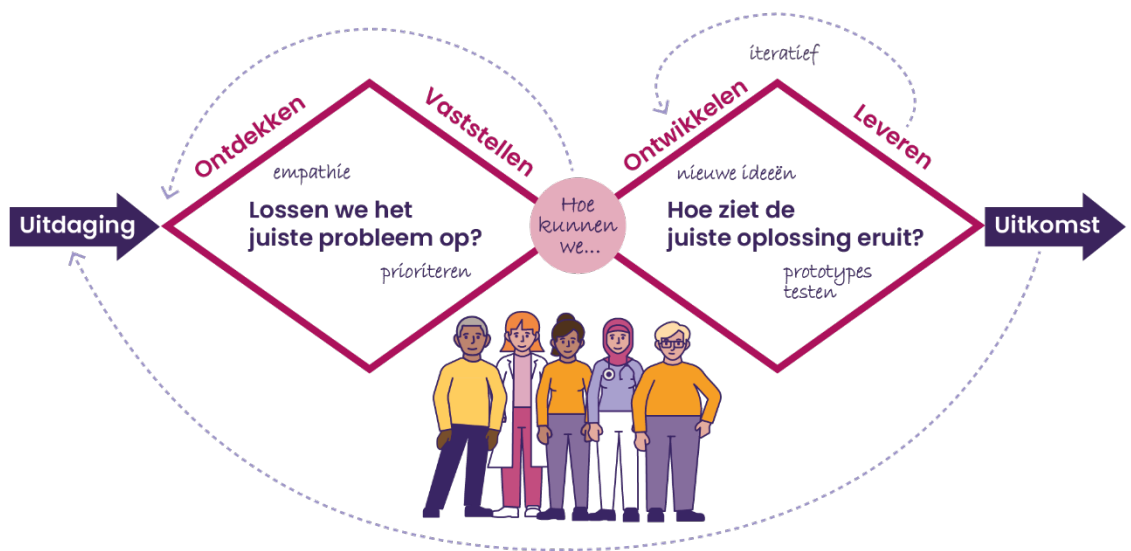 iteratief
Ontdekken
Vaststellen
Ontwikkelen
Leveren
empathie
nieuwe ideeën
Uitdaging
Lossen we het
juiste probleem op?
Hoe
kunnen
we...
Hoe ziet de
juiste oplossing eruit?
Uitkomst
prioriteren
prototypes
testen